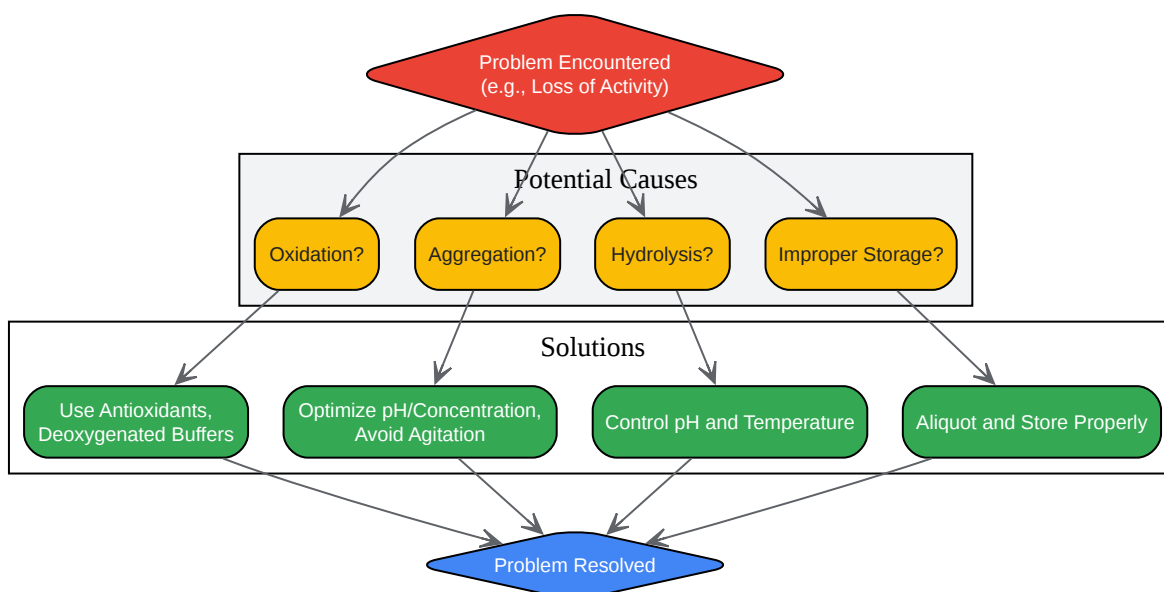 Problem Encountered
(e.g., Loss of Activity)
Potential Causes
Oxidation?
Aggregation?
Hydrolysis?
Improper Storage?
Solutions
Use Antioxidants,
Deoxygenated Buffers
Optimize pH/Concentration,
Avoid Agitation
Control pH and Temperature
Aliquot and Store Properly
Problem Resolved